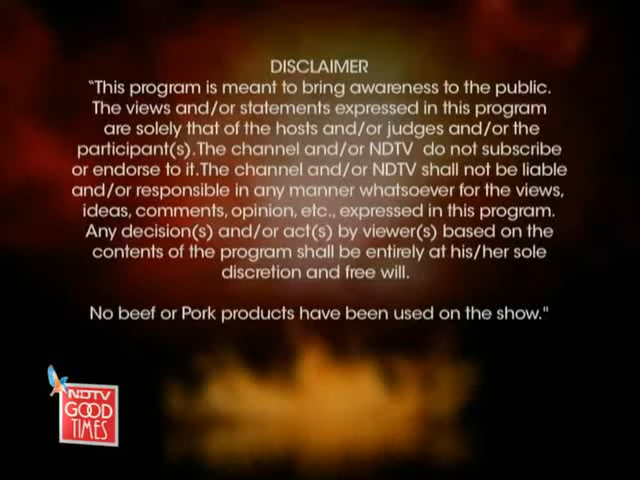 DISCLAIMER
“This program is meant to bring awareness to the public.
The views and/or statements expressed in this program
are solely that of the hosts and/or judges and/or the
participant(s).The channel and/or NDTV do not subscribe
or endorse to it.The channel and/or NDTV shall not be liable
and/or responsible in any manner whatsoever for the views,
ideas, comments, opinion, etc., expressed in this program.
Any decision(s) and/or act(s) by viewer(s) based on the
contents of the program shall be entirely at his/her sole
discretion and free will.
No beef or Pork products have been used on the show."
NDTV
GOOD
TIMES